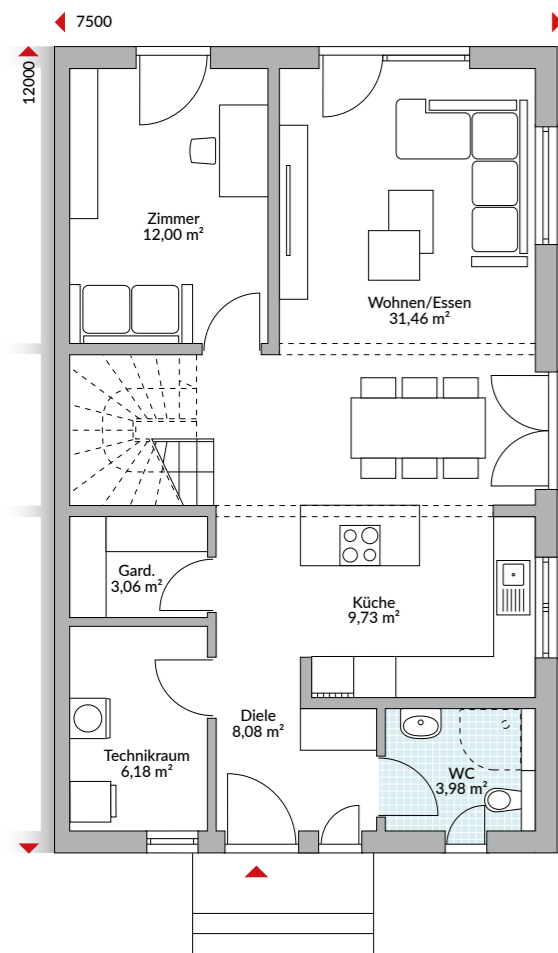 7500
12000
Zimmer
12,00 m²
Wohnen/Essen
31,46 m²
Gard.
3,06 m²
Küche
9,73 m²
Diele
8,08 m²
Technikraum
6,18 m²
WC
3,98 m²